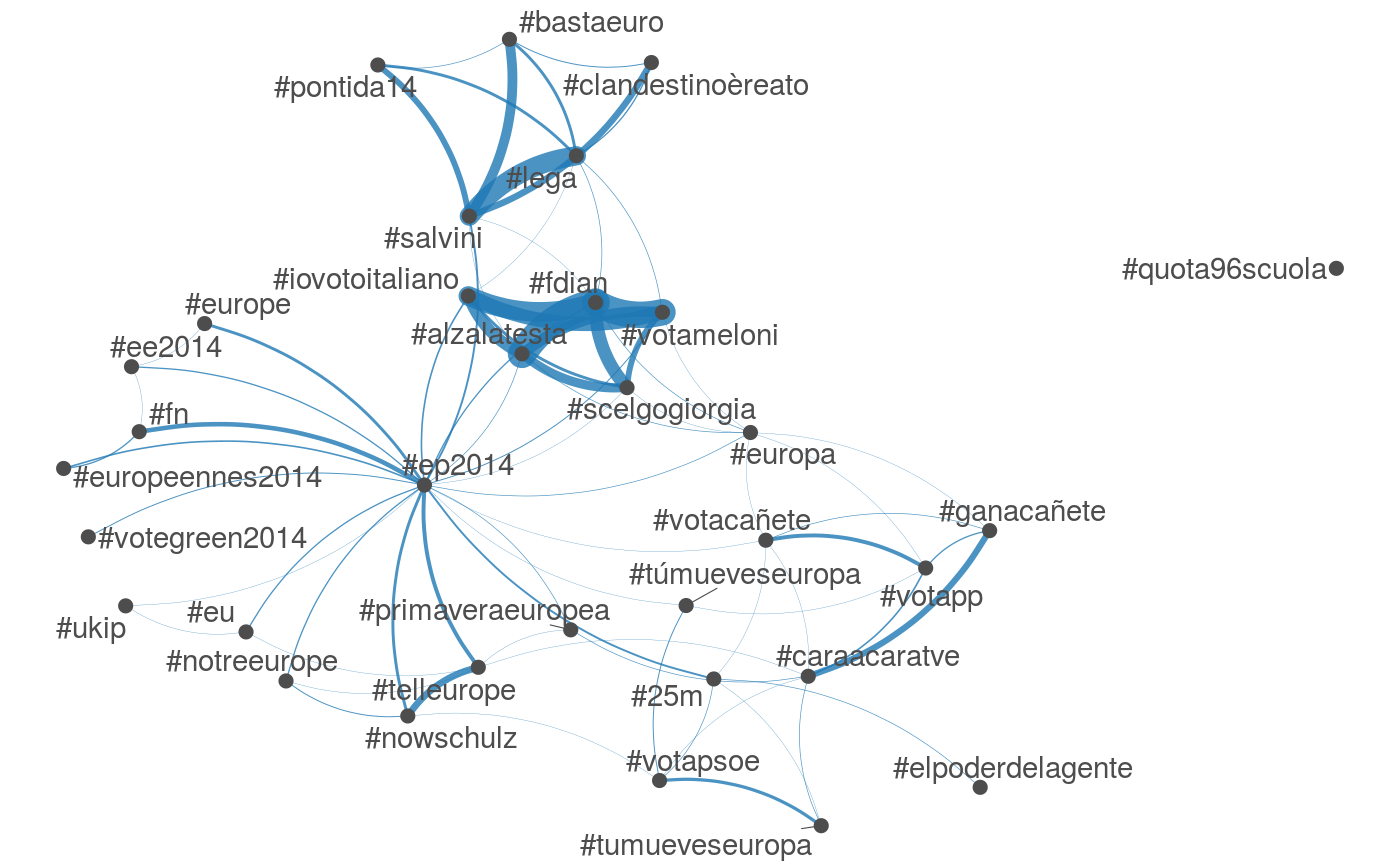 #bastaeuro
#pontida14
#clandestinoèreato
#lega
#salvini
#quota96scuola
#iovotoitaliano
#fdian
#europe
#alzalatesta
#votameloni
#ee2014
#fn
#scelgogiorgia
#europa
#ep2014
#europeennes2014
#votacañete
#ganacañete
#votegreen2014
#túmueveseuropa
#votapp
#primaveraeuropea
#eu
#ukip
#notreeurope
#caraacaratve
#telleurope
#25m
#nowschulz
#votapsoe
#elpoderdelagente
#tumueveseuropa